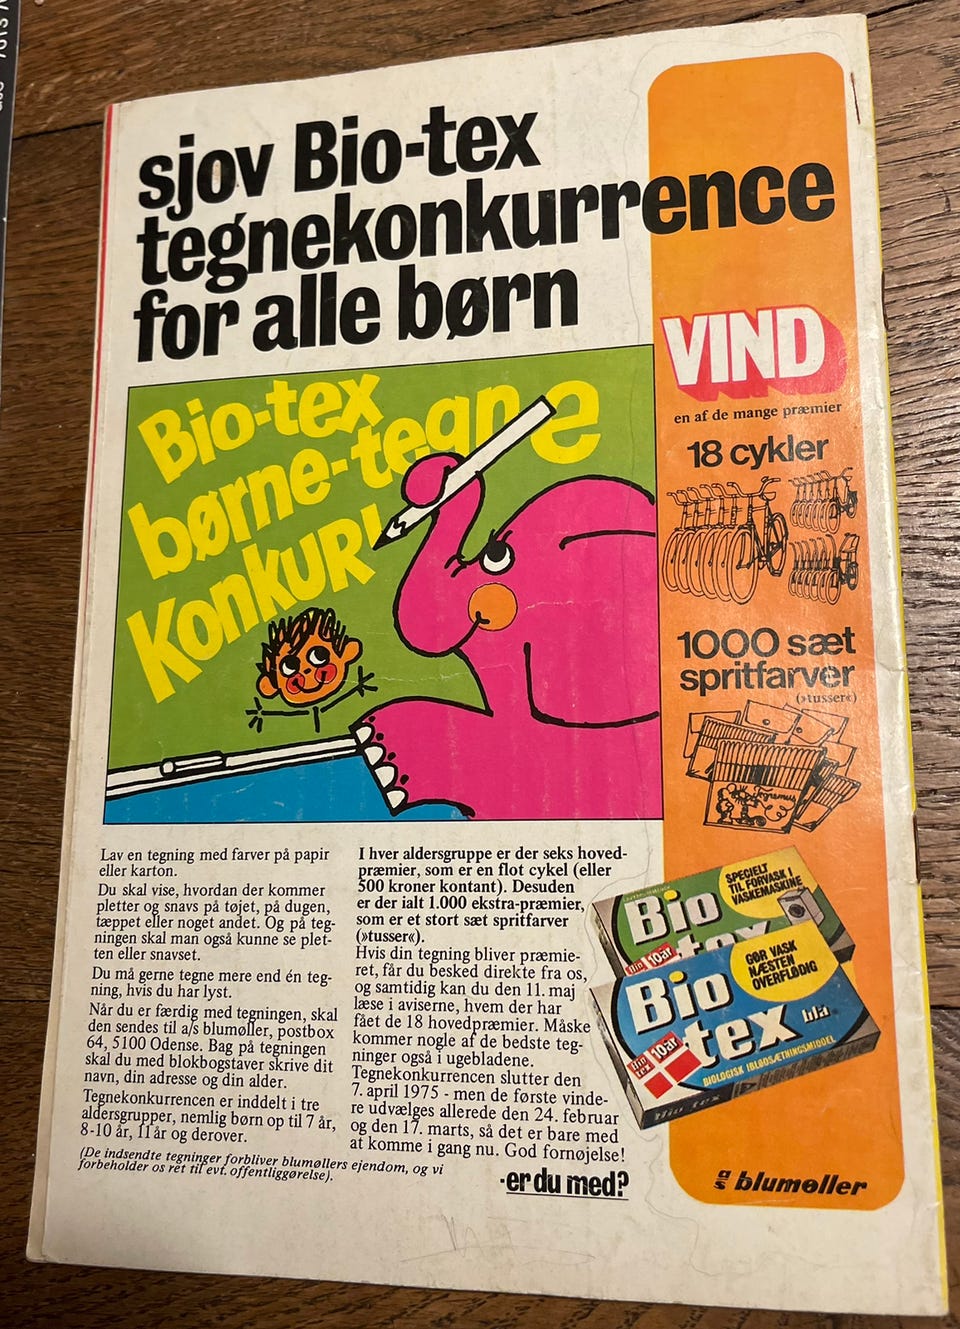 sjov Bio-tex
tegnekonkurrence
for alle børn
VIND
en af de mange præmier
18 cykler
1000 sæt
spritfarver
(»tusser«)
Bio-tex
børne-tegne
Konkur
Lav en tegning med farver på papir
eller karton.
Du skal vise, hvordan der kommer
pletter og snavs på tøjet, på dugen,
tæppet eller noget andet. Og på teg-
ningen skal man også kunne se plet-
ten eller snavset.
Du må gerne tegne mere end én teg-
ning, hvis du har lyst.
Når du er færdig med tegningen, skal
den sendes til a/s blumøller, postbox
64, 5100 Odense. Bag på tegningen
skal du med blokbogstaver skrive dit
navn, din adresse og din alder.
Tegnekonkurrencen er inddelt i tre
aldersgrupper, nemlig børn op til 7 år,
8-10 år, 11år og derover.
(De indsendte tegninger forbliver blumøllers ejendom, og vi
forbeholder os ret til evt. offentliggørelse).
I hver aldersgruppe er der seks hoved-
præmier, som er en flot cykel (eller
500 kroner kontant). Desuden
er der ialt 1.000 ekstra-præmier,
som er et stort sæt spritfarver
(»tusser«).
Hvis din tegning bliver præmie-
ret, får du besked direkte fra os,
og samtidig kan du den 11. maj
læse i aviserne, hvem der har
fået de 18 hovedpræmier. Måske
kommer nogle af de bedste teg-
ninger også i ugebladene.
Tegnekonkurrencen slutter den
7. april 1975 - men de første vinde-
re udvælges allerede den 24. februar
og den 17. marts, så det er bare med
at komme i gang nu. God fornøjelse!
-er du med?
Bio
tex
SPECIELT
TIL FORVASK I
VASKEMASKINE
Bio 10år
Bio
tex blå
GØR VASK
NÆSTEN
OVERFLØDIG
Bio
tex 10år
BIOLOGISK IBLØDSÆTNINGSMIDDEL
Bio tex
a/s blumøller